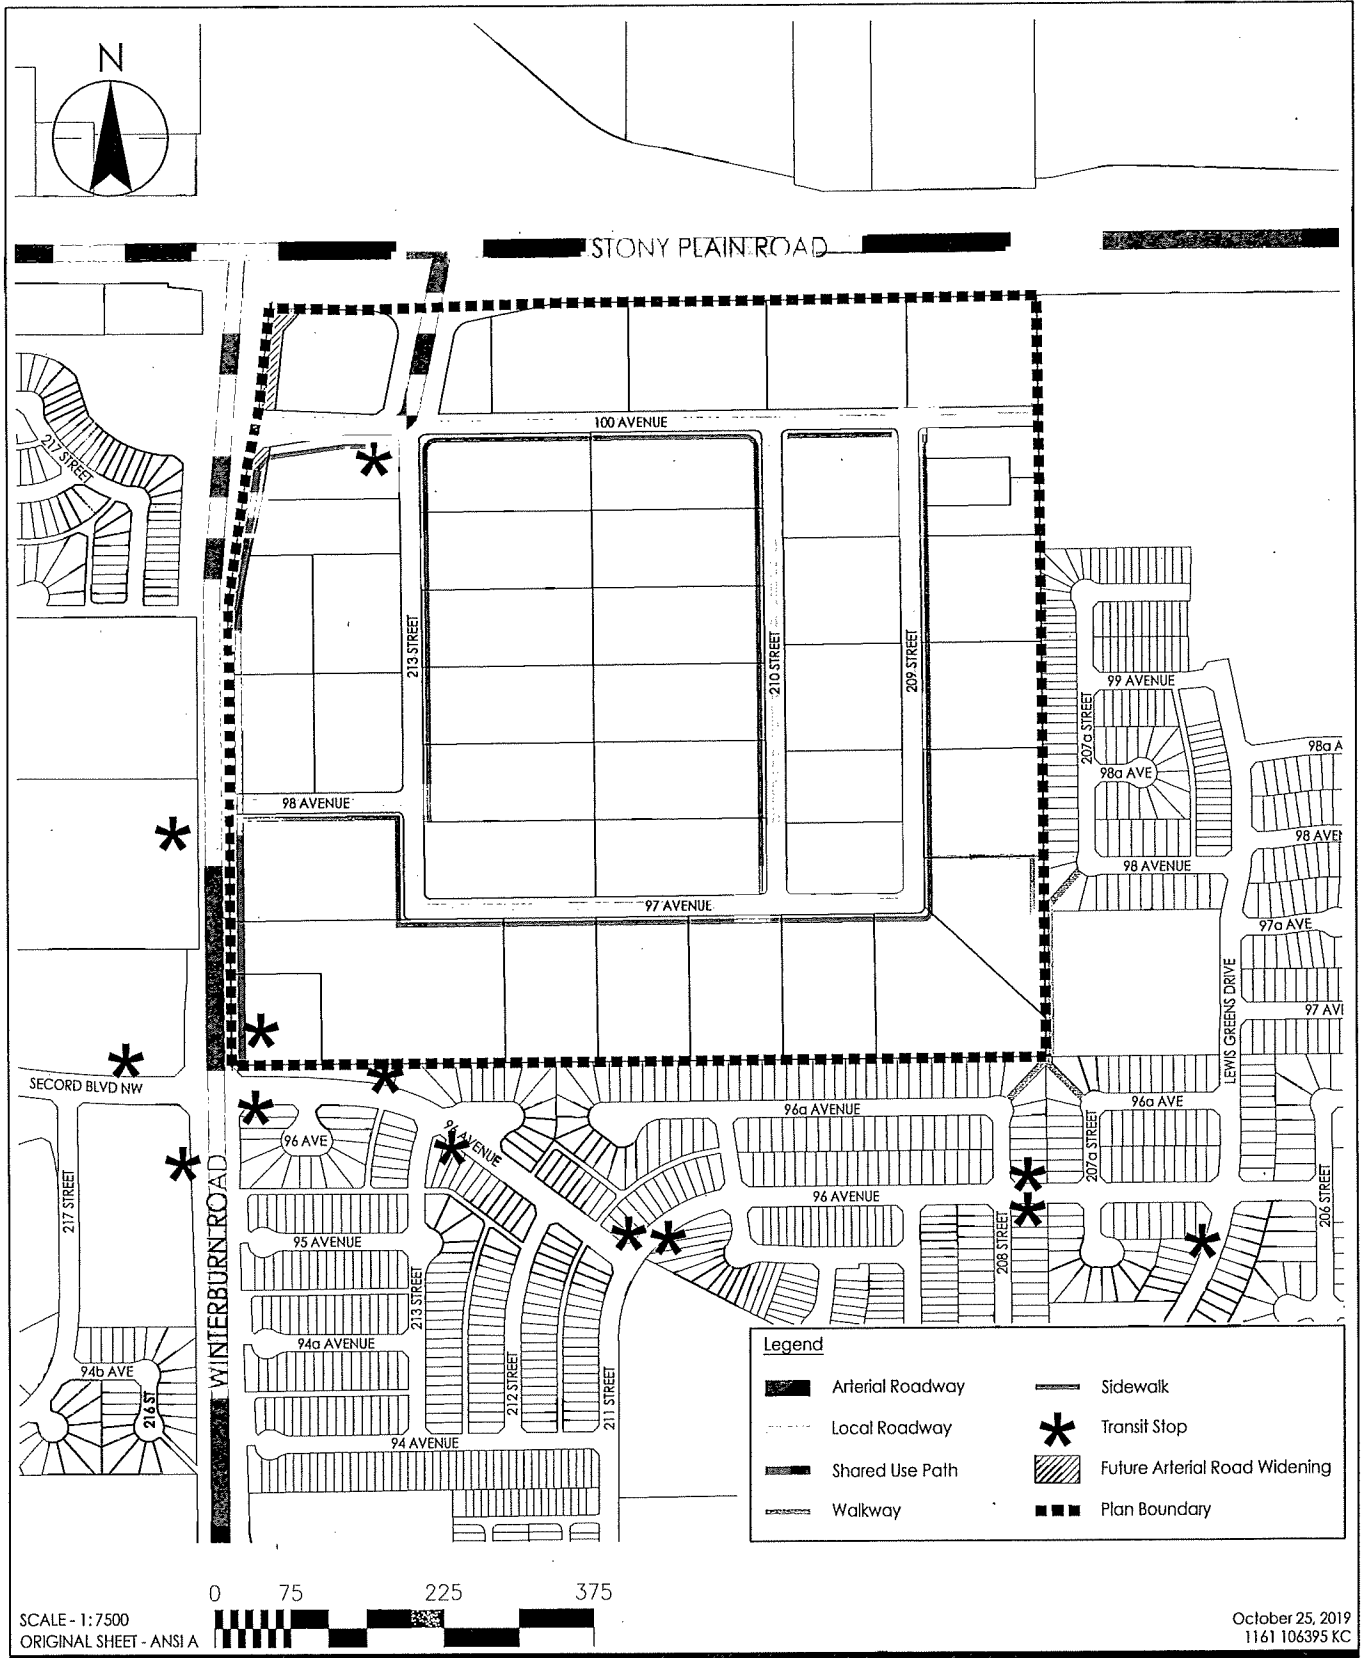 N
STONY PLAIN ROAD
217 STREET
100 AVENUE
213 STREET
210 STREET
209 STREET
98 AVENUE
97 AVENUE
99 AVENUE
207a STREET
98a AVE
98a A
98 AVEN
98 AVENUE
97a AVE
LEWIS GREENS DRIVE
97 AVE
SECORD BLVD NW
96 AVE
96 AVENUE
96a AVENUE
96a AVE
207a STREET
96 AVENUE
217 STREET
WINTERBURN ROAD
95 AVENUE
208 STREET
206 STREET
213 STREET
94a AVENUE
94b AVE
216 ST
212 STREET
211 STREET
94 AVENUE
Legend
Arterial Roadway
Local Roadway
Shared Use Path
Walkway
Sidewalk
Transit Stop
Future Arterial Road Widening
Plan Boundary
0 75 225 375
SCALE - 1:7500
ORIGINAL SHEET - ANSI A
October 25, 2019
1161 106395 KC